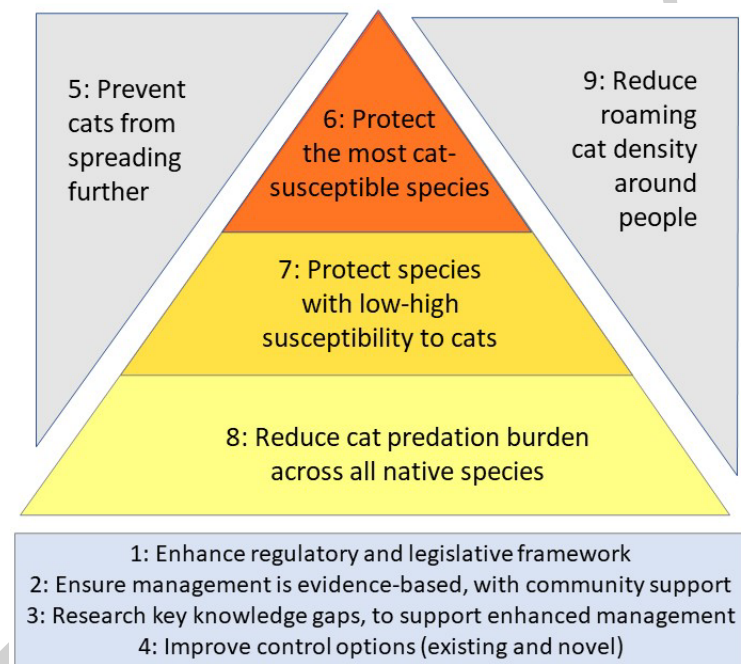 5: Prevent
cats from
spreading
further
6: Protect
the most cat-
susceptible species
9: Reduce
roaming
cat density
around
people
7: Protect species
with low-high
susceptibility to cats
8: Reduce cat predation burden
across all native species
1: Enhance regulatory and legislative framework
2: Ensure management is evidence-based, with community support
3: Research key knowledge gaps, to support enhanced management
4: Improve control options (existing and novel)